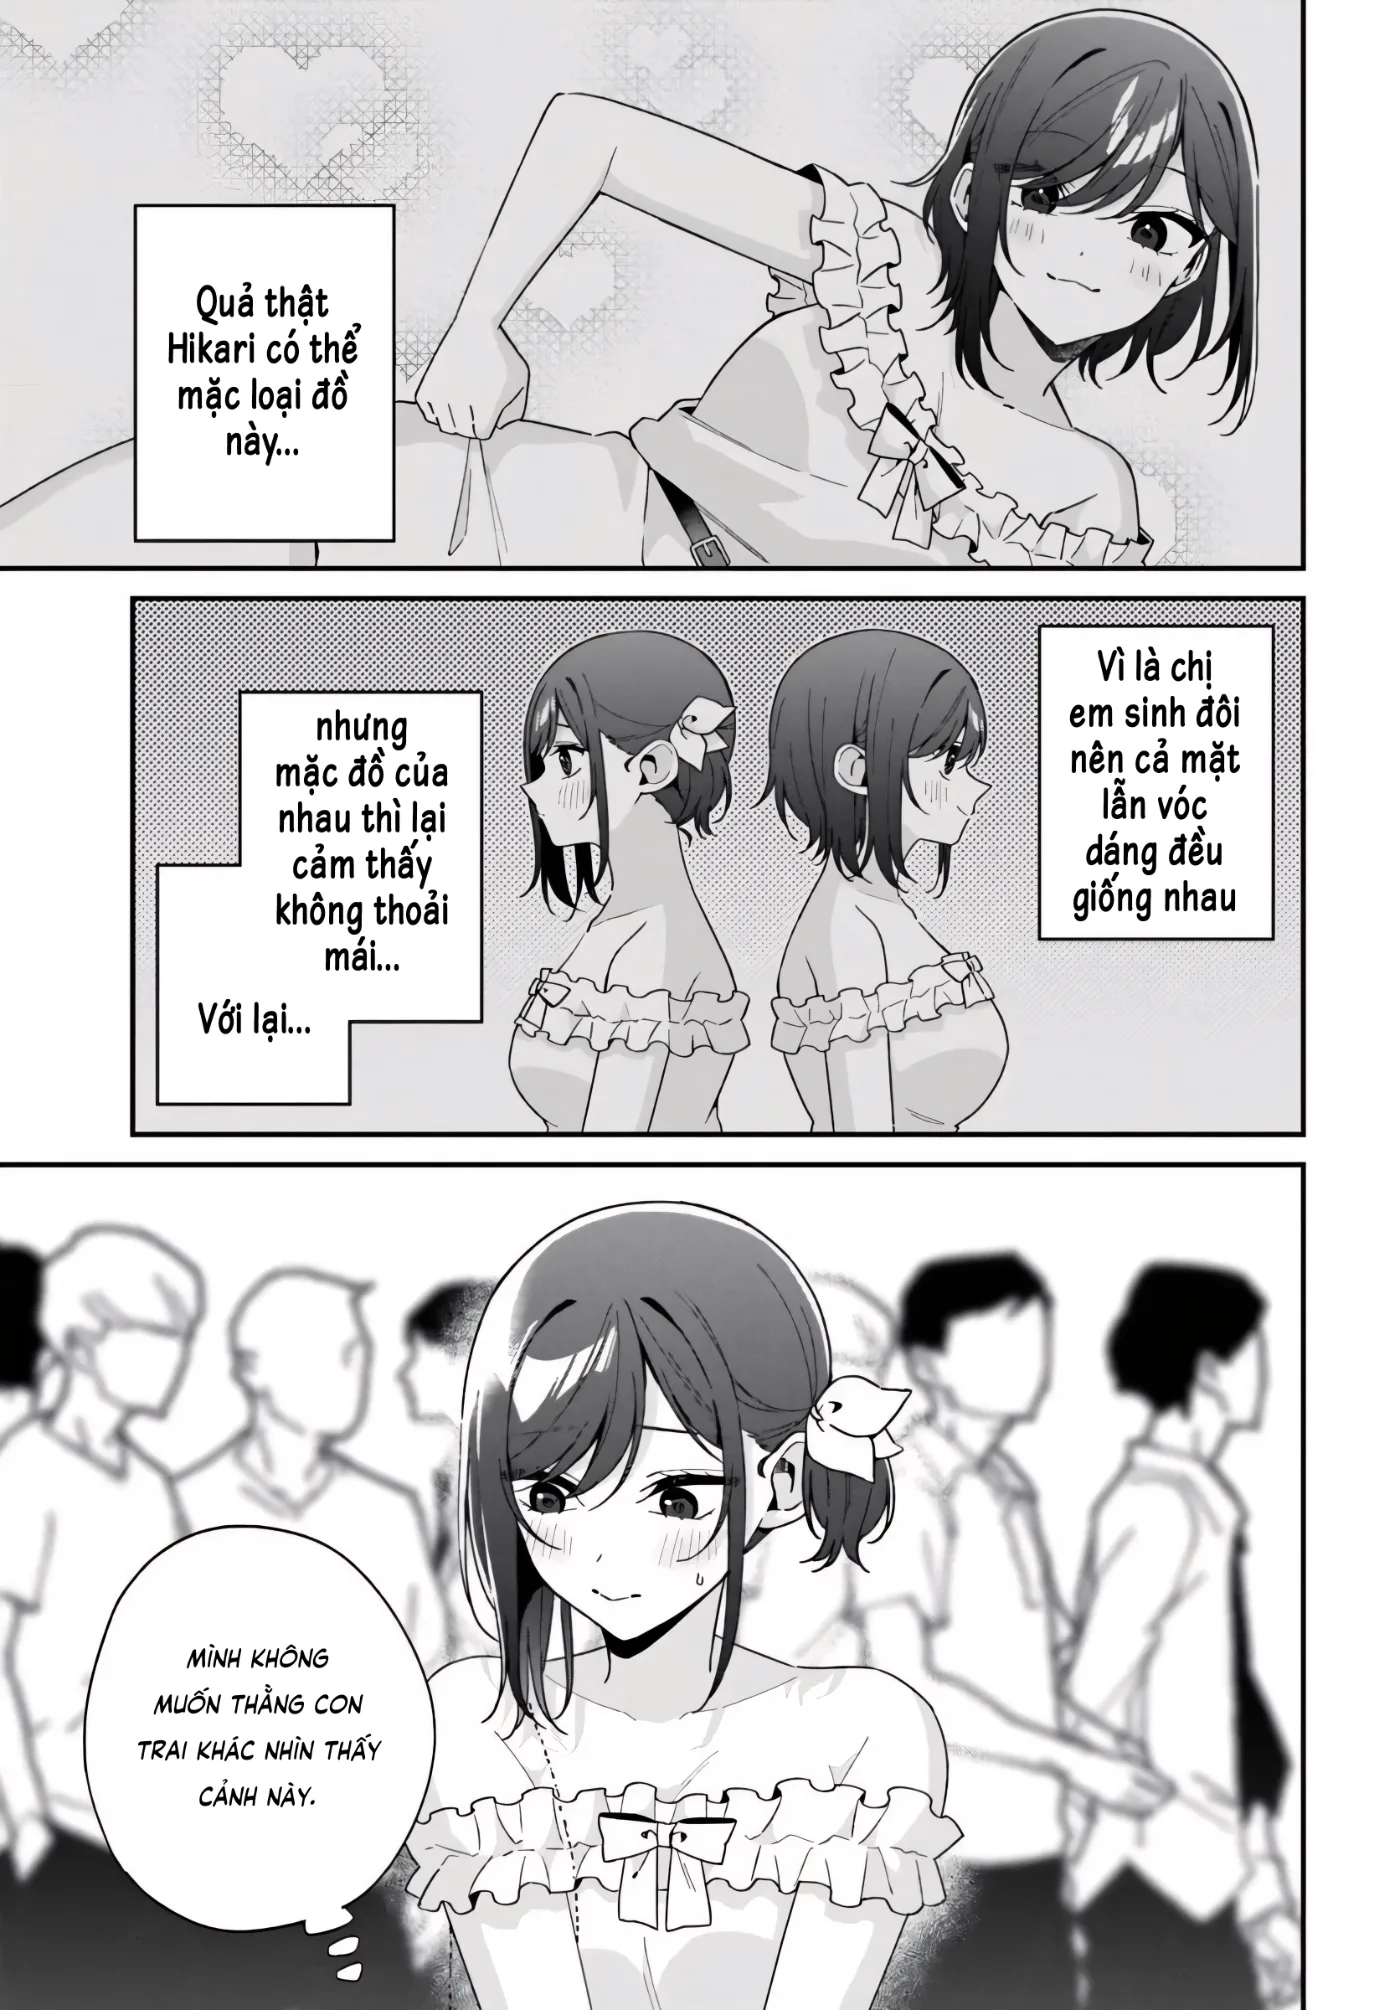 Quả thật
Hikari có thể
mặc loại đồ
này...
Vì là chị
em sinh đôi
nên cả mặt
lẫn vóc
dáng đều
giống nhau
nhưng
mặc đồ của
nhau thì lại
cảm thấy
không thoải
mái...
Với lại...
MÌNH KHÔNG
MUỐN THẰNG CON
TRAI KHÁC NHÌN THẤY
CẢNH NÀY.